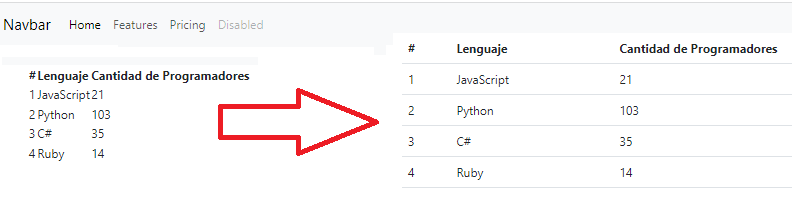 Navbar Home Features Pricing Disabled
# Lenguaje Cantidad de Programadores
1 JavaScript 21
2 Python 103
3 C# 35
4 Ruby 14
# Lenguaje Cantidad de Programadores
1 JavaScript 21
2 Python 103
3 C# 35
4 Ruby 14